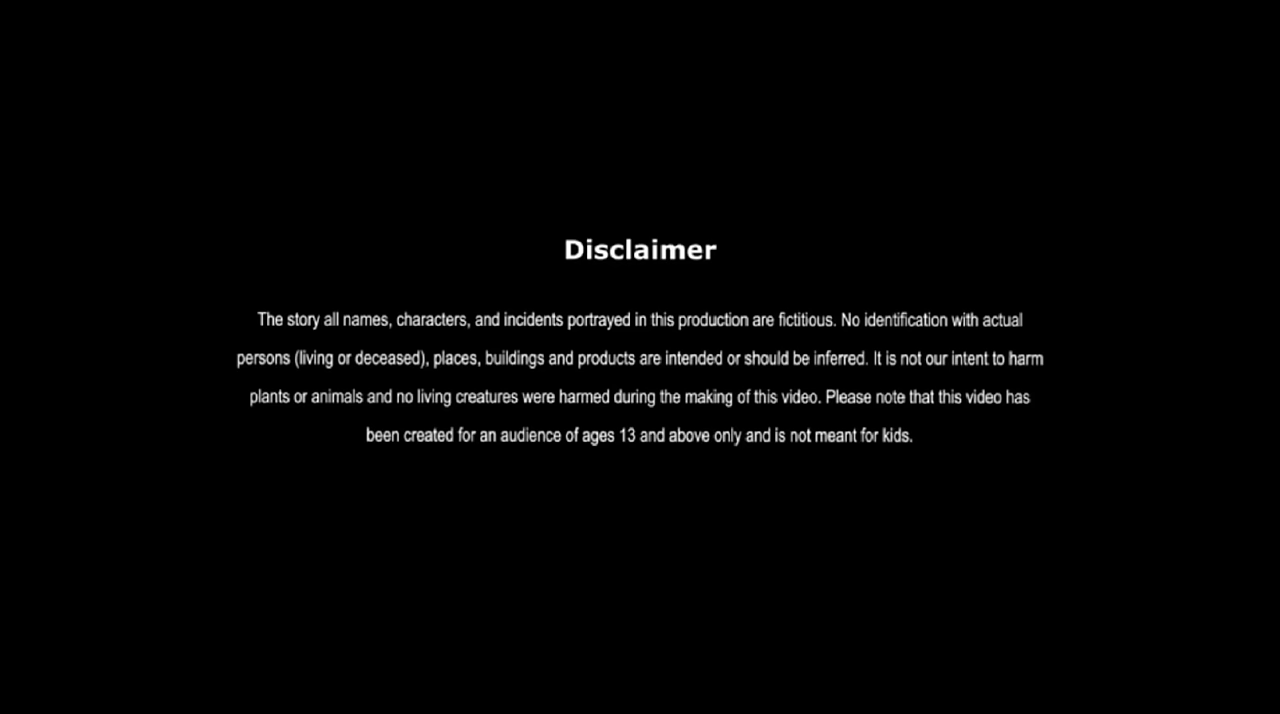 Disclaimer
The story all names, characters, and incidents portrayed in this production are fictitious. No identification with actual
persons (living or deceased), places, buildings and products are intended or should be inferred. It is not our intent to harm
plants or animals and no living creatures were harmed during the making of this video. Please note that this video has
been created for an audience of ages 13 and above only and is not meant for kids.